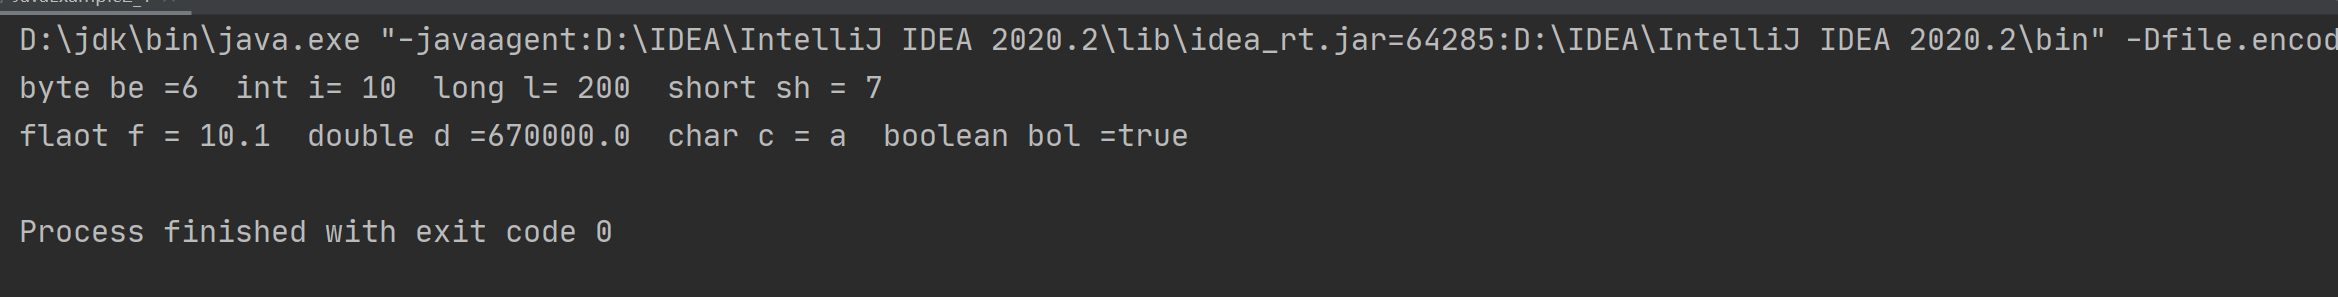 D:\jdk\bin\java.exe "-javaagent:D:\IDEA\IntelliJ IDEA 2020.2\lib\idea_rt.jar=64285:D:\IDEA\IntelliJ IDEA 2020.2\bin" -Dfile.encod
byte be =6  int i= 10  long l= 200  short sh = 7
flaot f = 10.1  double d =670000.0  char c = a  boolean bol =true
Process finished with exit code 0